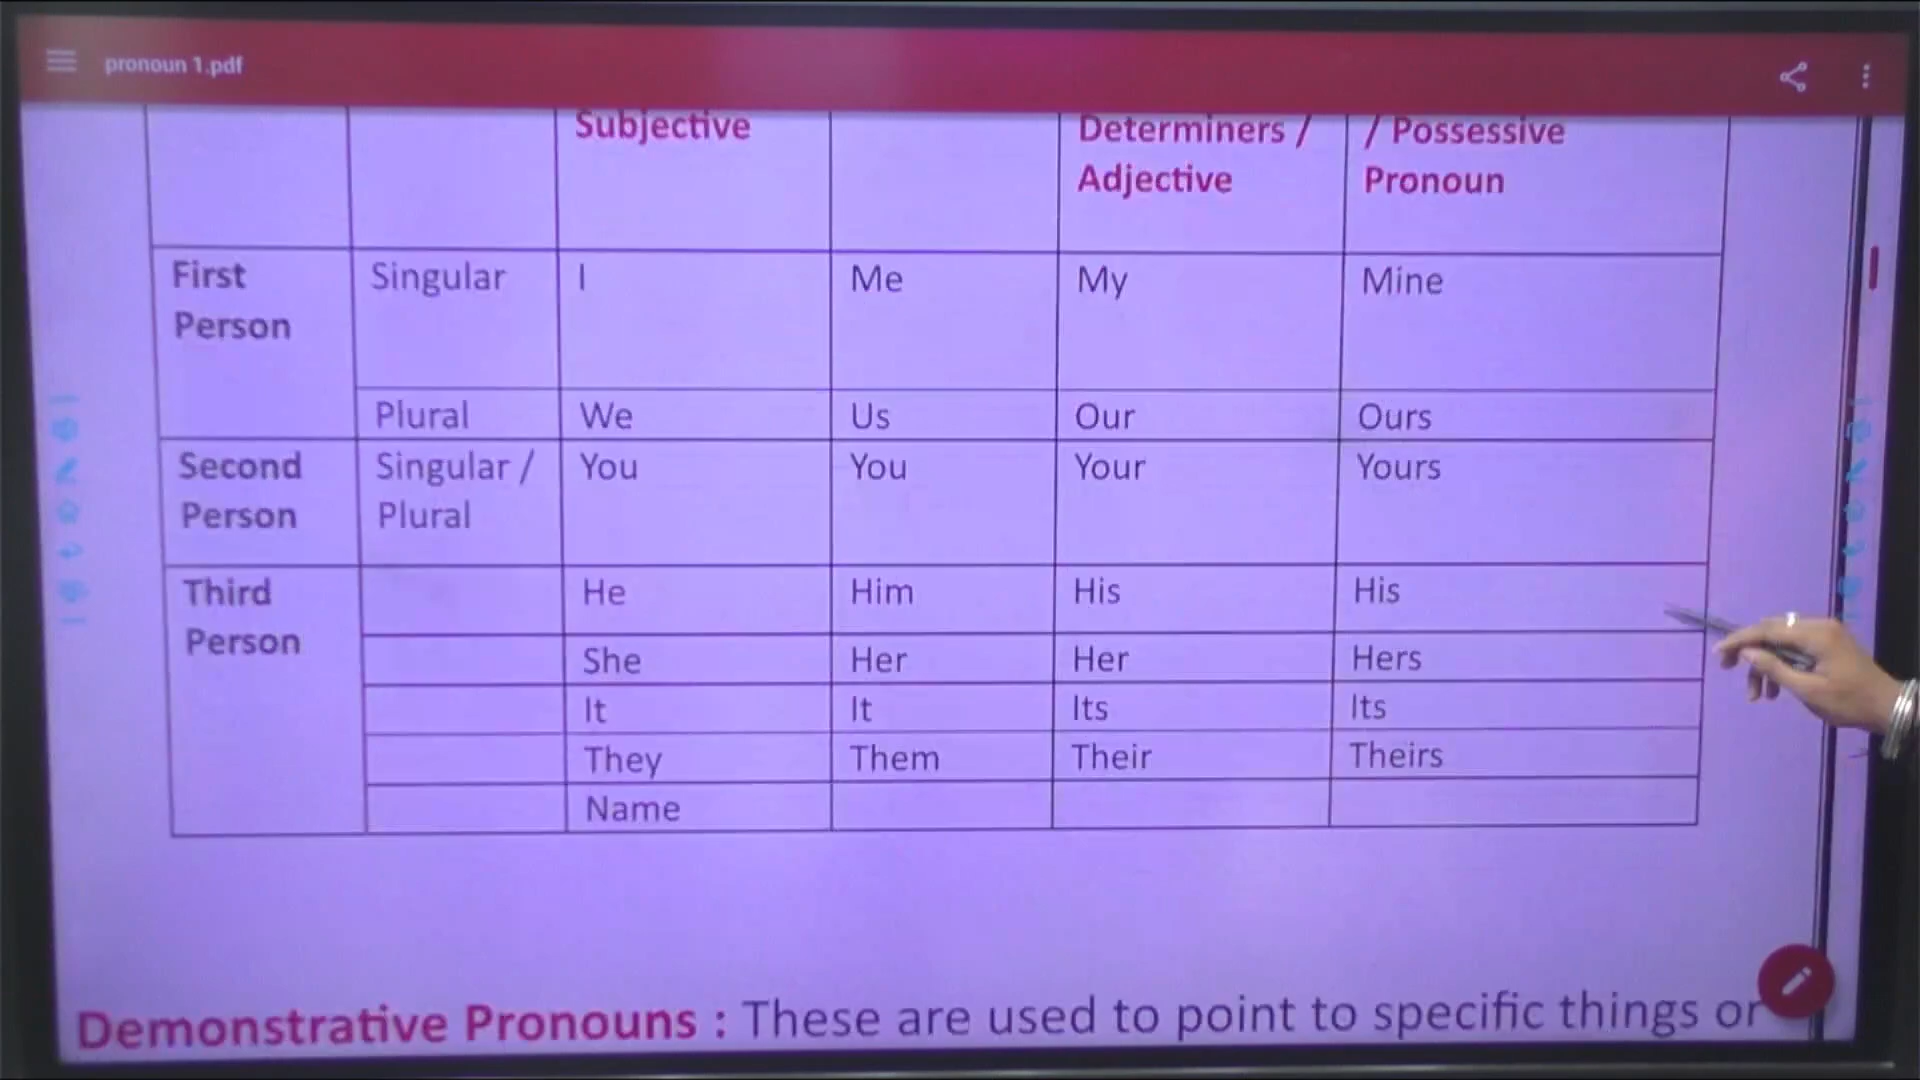 pronoun 1.pdf
Subjective Determiners / / Possessive
Adjective Pronoun
First Singular I Me My Mine
Person
Plural We Us Our Ours
Second Singular / You You Your Yours
Person Plural
Third He Him His His
Person
She Her Her Hers
It It Its Its
They Them Their Theirs
Name
Demonstrative Pronouns : These are used to point to specific things or